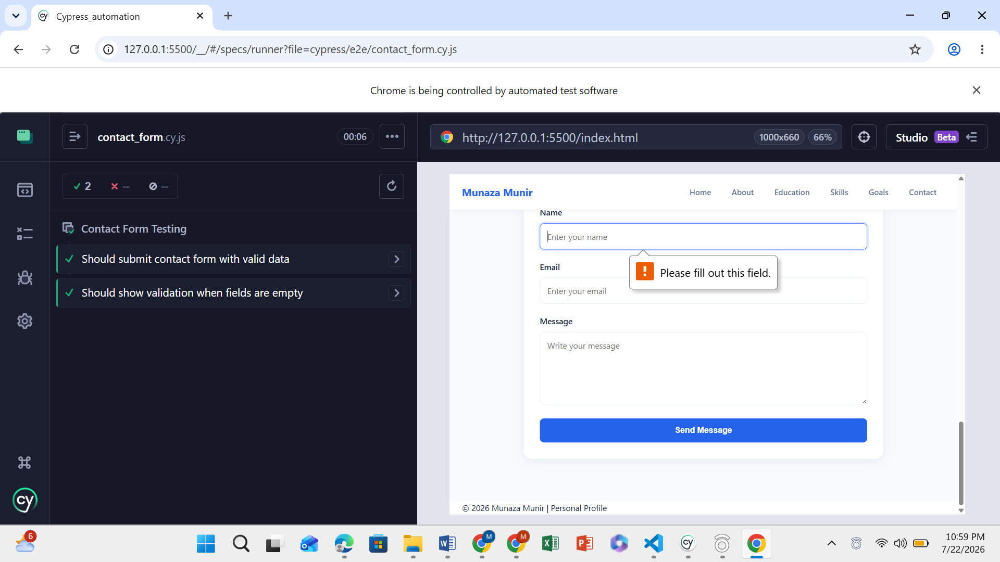 Cypress_automation
127.0.0.1:5500/__/#/specs/runner?file=cypress/e2e/contact_form.cy.js
Chrome is being controlled by automated test software
contact_form.cy.js
00:06
http://127.0.0.1:5500/index.html
1000x660
66%
Studio Beta
2 -- --
Contact Form Testing
Should submit contact form with valid data
Should show validation when fields are empty
Munaza Munir
Home About Education Skills Goals Contact
Name
Enter your name
Please fill out this field.
Email
Enter your email
Message
Write your message
Send Message
© 2026 Munaza Munir | Personal Profile
cy
6
M
M
10:59 PM
7/22/2026